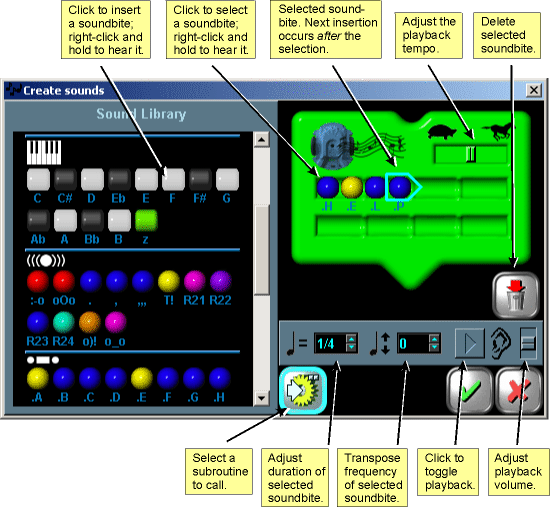 Click to insert
a soundbite;
right-click and
hold to hear it.
Click to select
a soundbite;
right-click and
hold to hear it.
Selected sound-
bite. Next insertion
occurs after the
selection.
Adjust the
playback
tempo.
Delete
selected
soundbite.
Create sounds
Sound Library
C C# D Eb E F F# G
Ab A Bb B z
:-o oOo . , ,,, T! R21 R22
R23 R24 o)! o_o
.A .B .C .D .E .F .G .H
.H .E .L .P
= 1/4
0
Select a
subroutine
to call.
Adjust
duration of
selected
soundbite.
Transpose
frequency
of selected
soundbite.
Click to
toggle
playback.
Adjust
playback
volume.